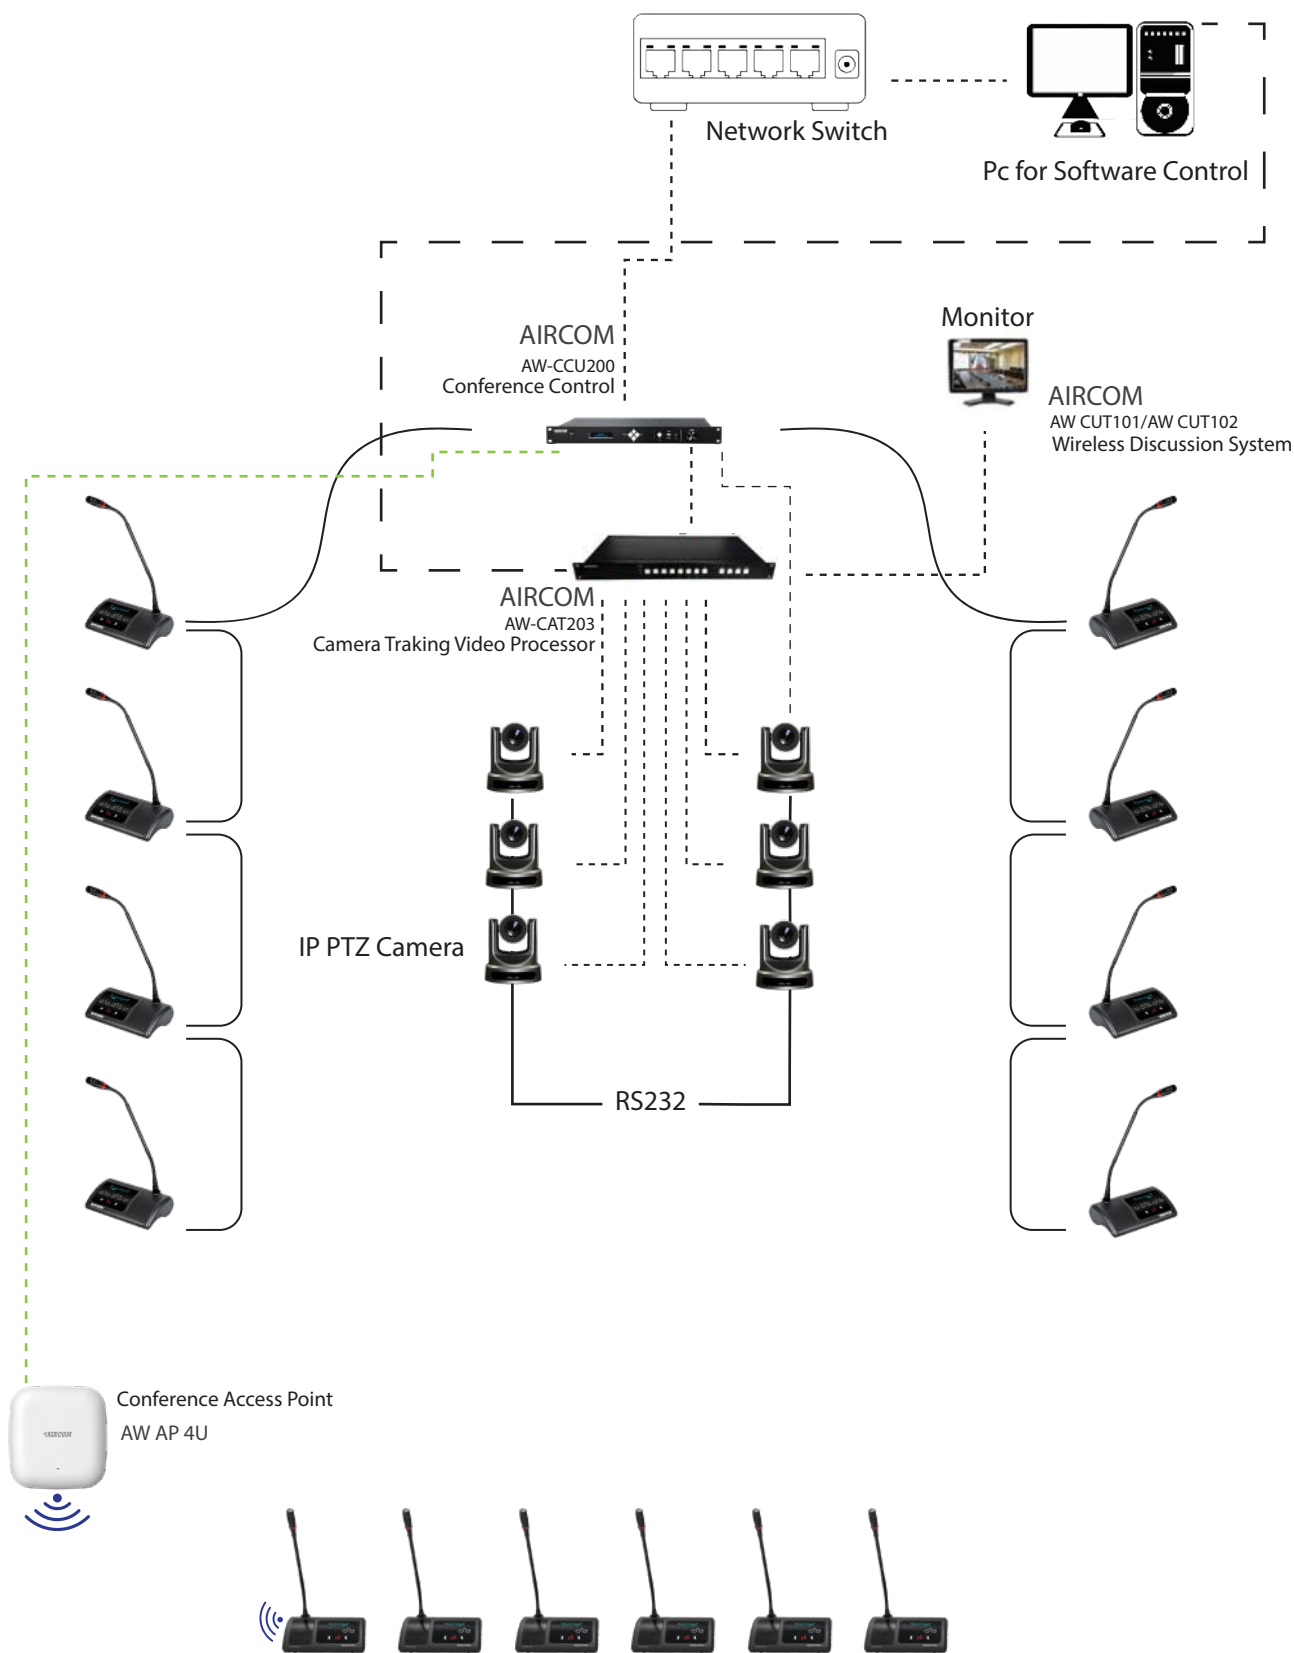 Network Switch
Pc for Software Control
AIRCOM
AW-CCU200
Conference Control
Monitor
AIRCOM
AW CUT101/AW CUT102
Wireless Discussion System
AIRCOM
AW-CAT203
Camera Traking Video Processor
IP PTZ Camera
RS232
Conference Access Point
AW AP 4U
AIRCOM